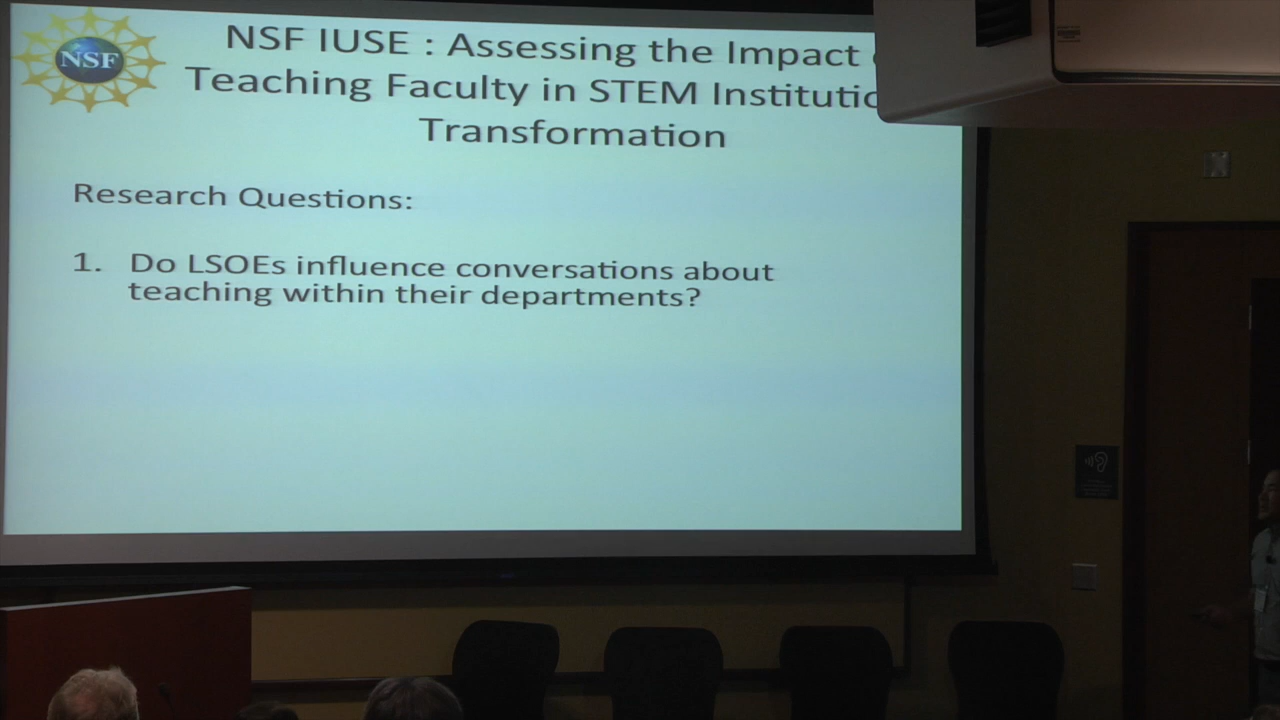 NSF
NSF IUSE : Assessing the Impact
Teaching Faculty in STEM
Transformation
Research Questions:
1. Do LSOEs influence conversations about
teaching within their departments?